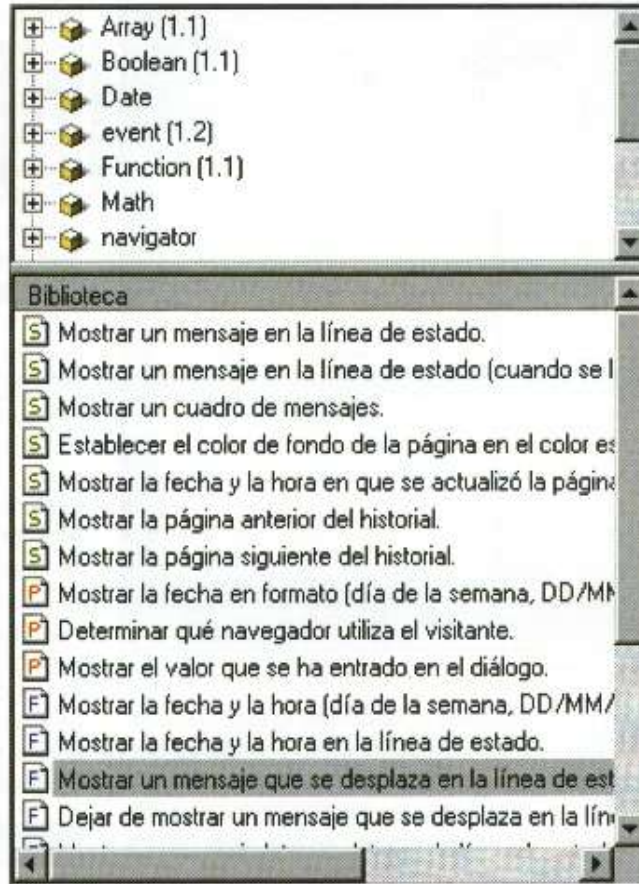 Array (1.1)
Boolean (1.1)
Date
event (1.2)
Function (1.1)
Math
navigator
Biblioteca
S Mostrar un mensaje en la línea de estado.
S Mostrar un mensaje en la línea de estado (cuando se l
S Mostrar un cuadro de mensajes.
S Establecer el color de fondo de la página en el color es
S Mostrar la fecha y la hora en que se actualizó la página
S Mostrar la página anterior del historial.
S Mostrar la página siguiente del historial.
P Mostrar la fecha en formato (día de la semana, DD/MM
P Determinar qué navegador utiliza el visitante.
P Mostrar el valor que se ha entrado en el diálogo.
F Mostrar la fecha y la hora (día de la semana, DD/MM/
F Mostrar la fecha y la hora en la línea de estado.
F Mostrar un mensaje que se desplaza en la línea de est
F Dejar de mostrar un mensaje que se desplaza en la lín